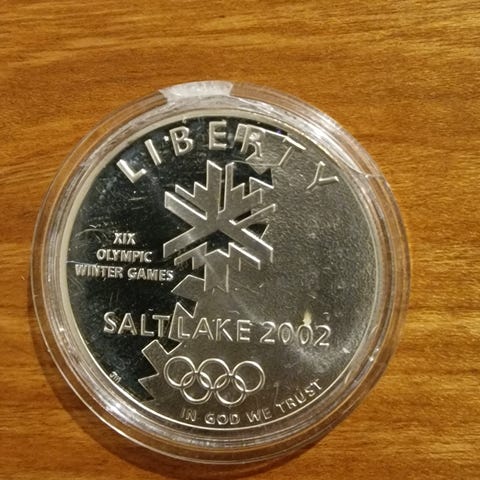 LIBERTY
XIX
OLYMPIC
WINTER GAMES
SALT LAKE 2002
IN GOD WE TRUST